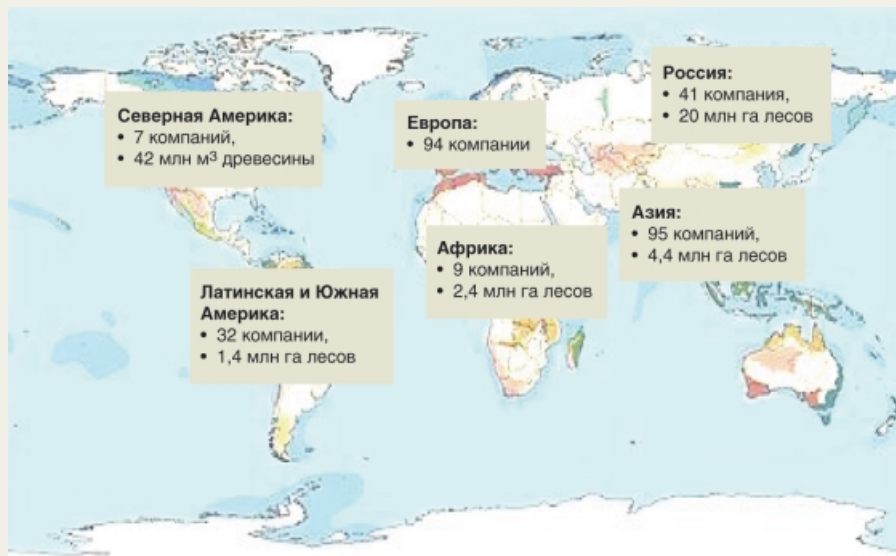 Северная Америка:
• 7 компаний,
• 42 млн м³ древесины
Европа:
• 94 компании
Россия:
• 41 компания,
• 20 млн га лесов
Латинская и Южная
Америка:
• 32 компании,
• 1,4 млн га лесов
Африка:
• 9 компаний,
• 2,4 млн га лесов
Азия:
• 95 компаний,
• 4,4 млн га лесов